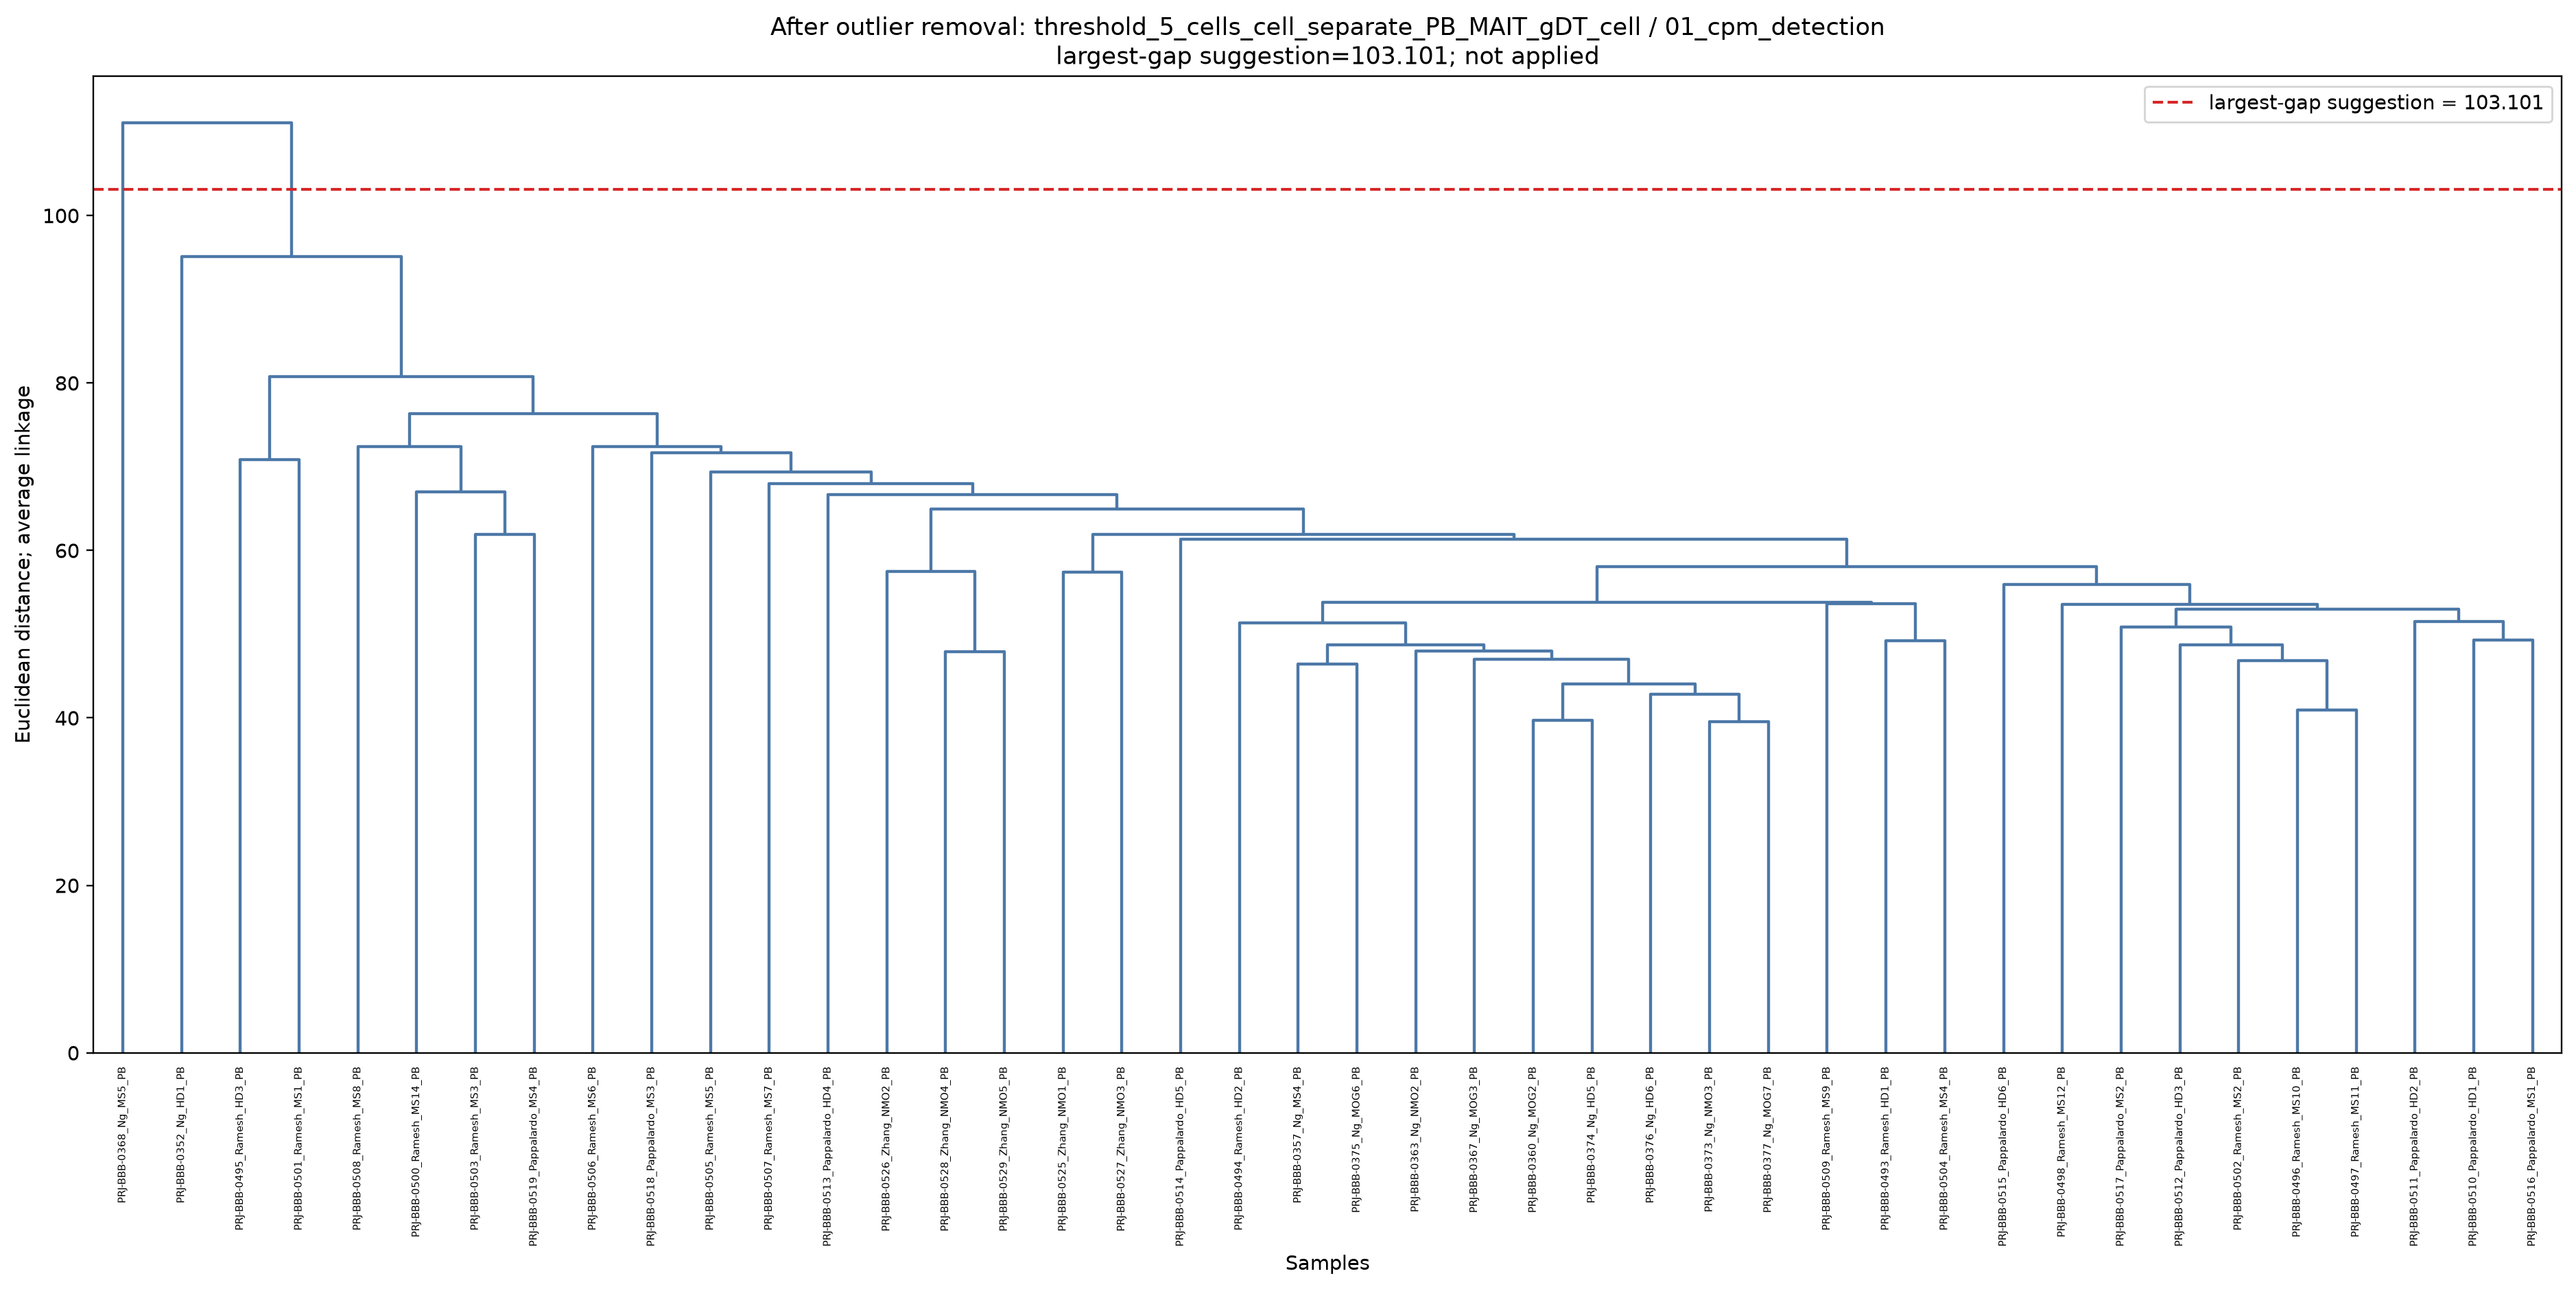 After outlier removal: threshold_5_cells_cell_separate_PB_MAIT_gDT_cell / 01_cpm_detection
largest-gap suggestion=103.101; not applied
largest-gap suggestion = 103.101
Euclidean distance; average linkage
100
80
60
40
20
0
PRJ-BBB-0368_Ng_MS5_PB
PRJ-BBB-0352_Ng_HD1_PB
PRJ-BBB-0495_Ramesh_HD3_PB
PRJ-BBB-0501_Ramesh_MS1_PB
PRJ-BBB-0508_Ramesh_MS8_PB
PRJ-BBB-0500_Ramesh_MS14_PB
PRJ-BBB-0503_Ramesh_MS3_PB
PRJ-BBB-0519_Pappalardo_MS4_PB
PRJ-BBB-0506_Ramesh_MS6_PB
PRJ-BBB-0518_Pappalardo_MS3_PB
PRJ-BBB-0505_Ramesh_MS5_PB
PRJ-BBB-0507_Ramesh_MS7_PB
PRJ-BBB-0513_Pappalardo_HD4_PB
PRJ-BBB-0526_Zhang_NMO2_PB
PRJ-BBB-0528_Zhang_NMO4_PB
PRJ-BBB-0529_Zhang_NMO5_PB
PRJ-BBB-0525_Zhang_NMO1_PB
PRJ-BBB-0527_Zhang_NMO3_PB
PRJ-BBB-0514_Pappalardo_HD5_PB
PRJ-BBB-0494_Ramesh_HD2_PB
PRJ-BBB-0357_Ng_MS4_PB
PRJ-BBB-0375_Ng_MOG6_PB
PRJ-BBB-0363_Ng_NMO2_PB
PRJ-BBB-0367_Ng_MOG3_PB
PRJ-BBB-0360_Ng_MOG2_PB
PRJ-BBB-0374_Ng_HD5_PB
PRJ-BBB-0376_Ng_HD6_PB
PRJ-BBB-0373_Ng_NMO3_PB
PRJ-BBB-0377_Ng_MOG7_PB
PRJ-BBB-0509_Ramesh_MS9_PB
PRJ-BBB-0493_Ramesh_HD1_PB
PRJ-BBB-0504_Ramesh_MS4_PB
PRJ-BBB-0515_Pappalardo_HD6_PB
PRJ-BBB-0498_Ramesh_MS12_PB
PRJ-BBB-0517_Pappalardo_MS2_PB
PRJ-BBB-0512_Pappalardo_HD3_PB
PRJ-BBB-0502_Ramesh_MS2_PB
PRJ-BBB-0496_Ramesh_MS10_PB
PRJ-BBB-0497_Ramesh_MS11_PB
PRJ-BBB-0511_Pappalardo_HD2_PB
PRJ-BBB-0510_Pappalardo_HD1_PB
PRJ-BBB-0516_Pappalardo_MS1_PB
Samples